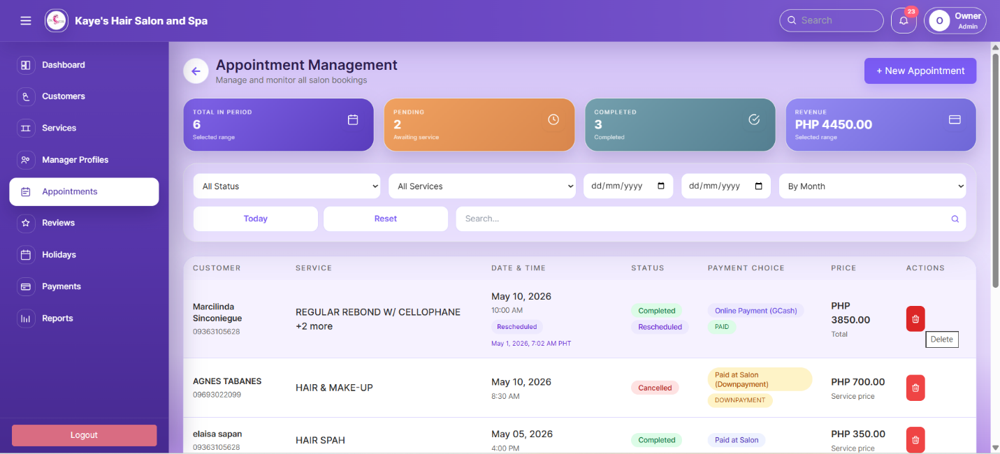 Kaye's Hair Salon and Spa
Search
23
O
Owner
Admin
Dashboard
Customers
Services
Manager Profiles
Appointments
Reviews
Holidays
Payments
Reports
Logout
Appointment Management
Manage and monitor all salon bookings
+ New Appointment
TOTAL IN PERIOD
6
Selected range
PENDING
2
Awaiting service
COMPLETED
3
Completed
REVENUE
PHP 4450.00
Selected range
All Status
All Services
dd/mm/yyyy
dd/mm/yyyy
By Month
Today
Reset
Search...
CUSTOMER SERVICE DATE & TIME STATUS PAYMENT CHOICE PRICE ACTIONS
Marcilinda
Sinconiegue
09363105628
REGULAR REBOND W/ CELLOPHANE
+2 more
May 10, 2026
10:00 AM
Rescheduled
May 1, 2026, 7:02 AM PHT
Completed
Rescheduled
Online Payment (GCash)
PAID
PHP
3850.00
Total
Delete
AGNES TABANES
09693022099
HAIR & MAKE-UP
May 10, 2026
8:30 AM
Cancelled
Paid at Salon
(Downpayment)
DOWNPAYMENT
PHP 700.00
Service price
elaisa sapan
09363105628
HAIR SPAH
May 05, 2026
4:00 PM
Completed
Paid at Salon
PHP 350.00
Service price